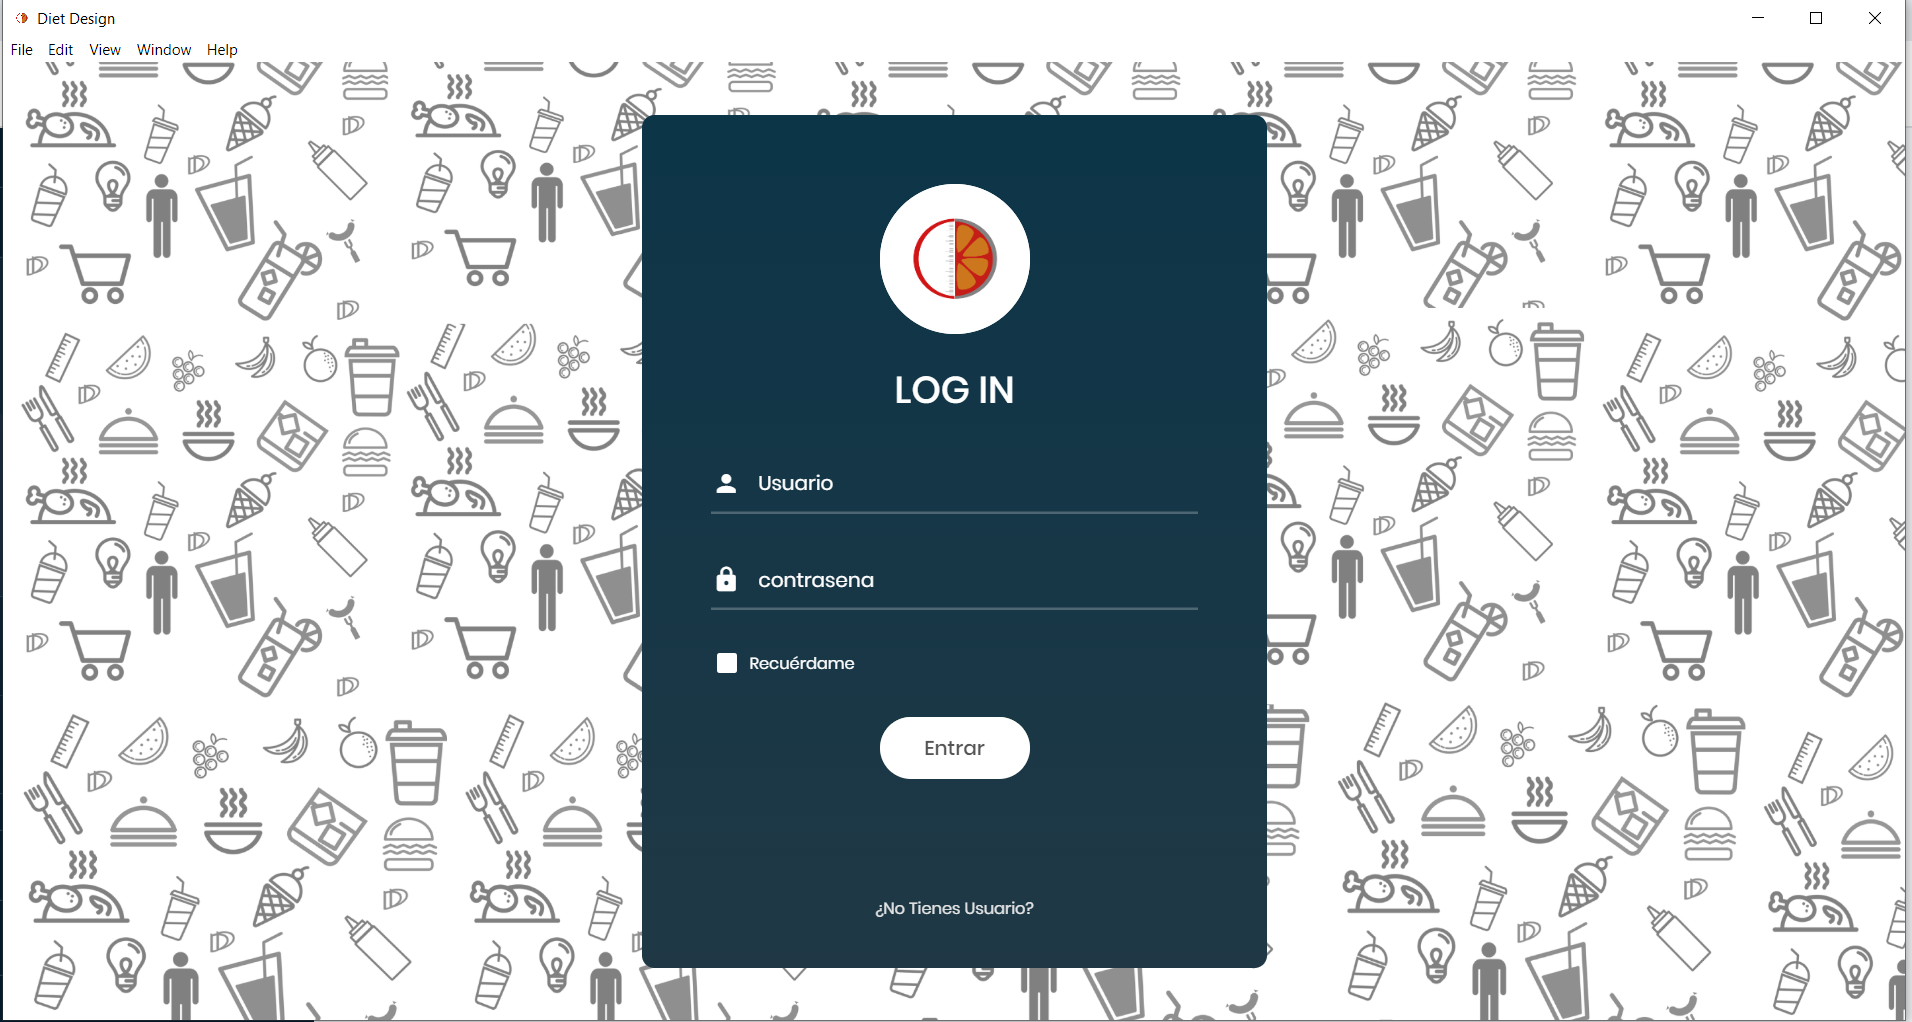 Diet Design
File Edit View Window Help
LOG IN
Usuario
contrasena
Recuérdame
Entrar
¿No Tienes Usuario?